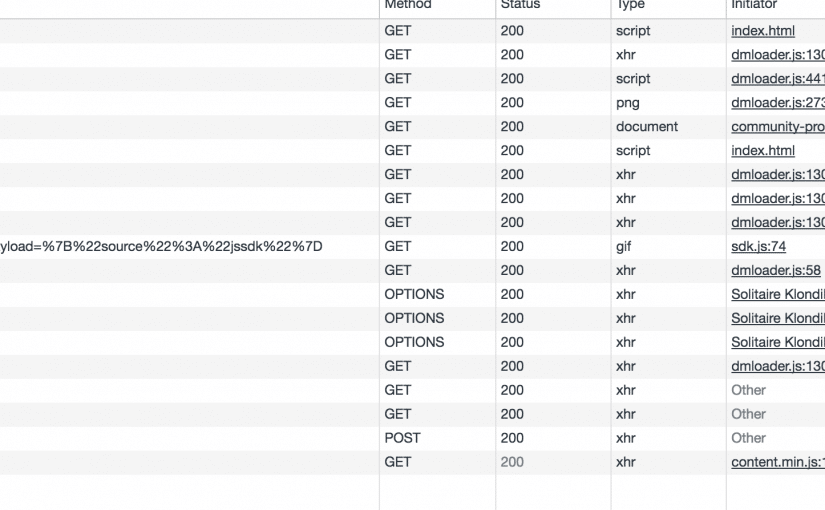 Method Status Type Initiator
GET 200 script index.html
GET 200 xhr dmloader.js:130
GET 200 script dmloader.js:441
GET 200 png dmloader.js:273
GET 200 document community-pro
GET 200 script index.html
GET 200 xhr dmloader.js:130
GET 200 xhr dmloader.js:130
GET 200 xhr dmloader.js:130
yload=%7B%22source%22%3A%22jssdk%22%7D GET 200 gif sdk.js:74
GET 200 xhr dmloader.js:58
OPTIONS 200 xhr Solitaire Klondi
OPTIONS 200 xhr Solitaire Klondi
OPTIONS 200 xhr Solitaire Klondi
GET 200 xhr dmloader.js:130
GET 200 xhr Other
GET 200 xhr Other
POST 200 xhr Other
GET 200 xhr content.min.js:1